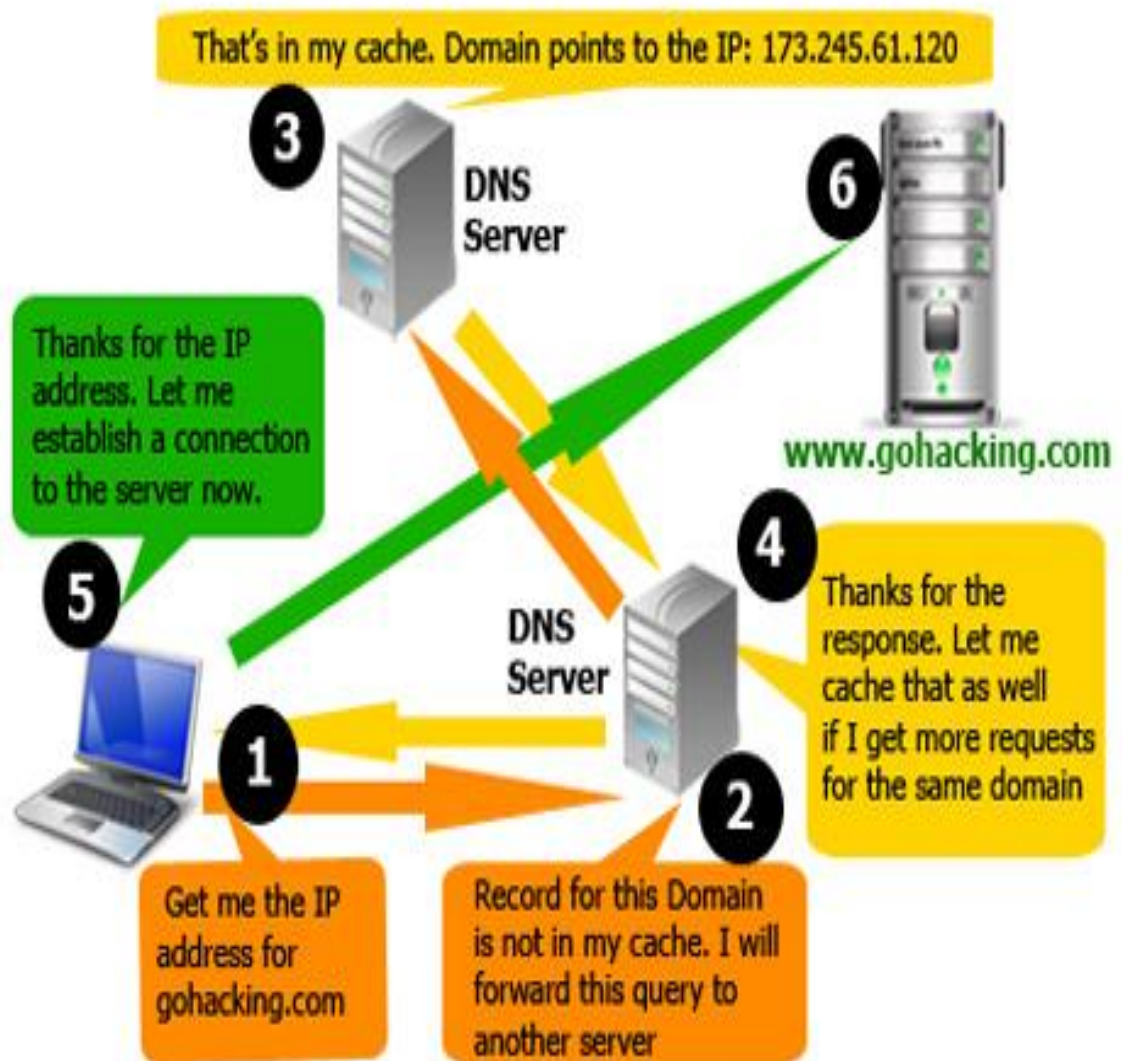 That's in my cache. Domain points to the IP: 173.245.61.120
3
DNS
Server
6
www.gohacking.com
Thanks for the IP
address. Let me
establish a connection
to the server now.
5
4
Thanks for the
response. Let me
cache that as well
if I get more requests
for the same domain
DNS
Server
1
2
Get me the IP
address for
gohacking.com
Record for this Domain
is not in my cache. I will
forward this query to
another server